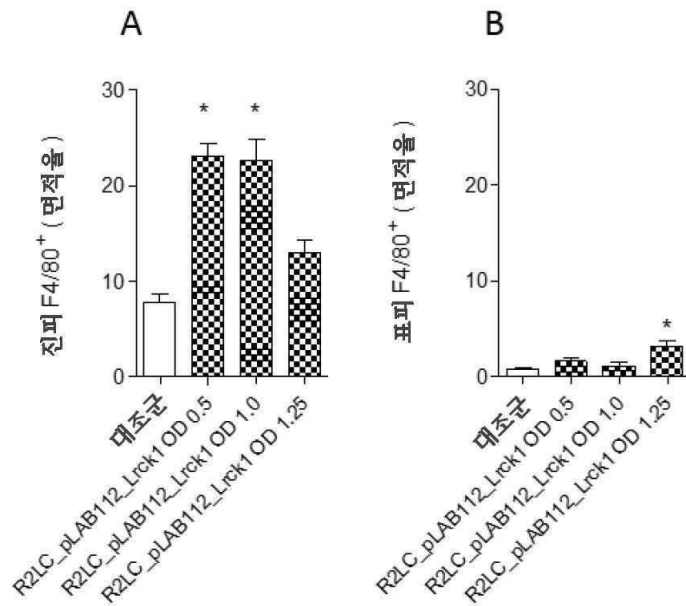 A
진피 F4/80+ ( 면적율 )
30
20
10
0
*
*
대조군
R2LC_pLAB112_Lrck1 OD 0.5
R2LC_pLAB112_Lrck1 OD 1.0
R2LC_pLAB112_Lrck1 OD 1.25
B
표피 F4/80+ ( 면적율 )
30
20
10
0
*
대조군
R2LC_pLAB112_Lrck1 OD 0.5
R2LC_pLAB112_Lrck1 OD 1.0
R2LC_pLAB112_Lrck1 OD 1.25